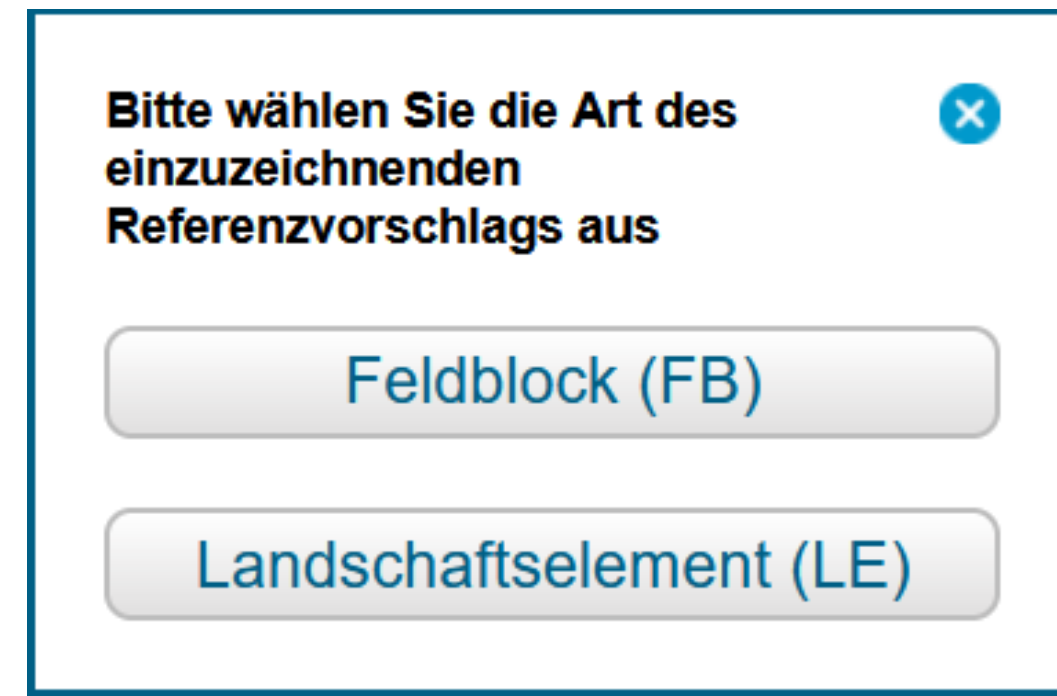 Bitte wählen Sie die Art des
einzuzeichnenden
Referenzvorschlags aus
Feldblock (FB)
Landschaftselement (LE)